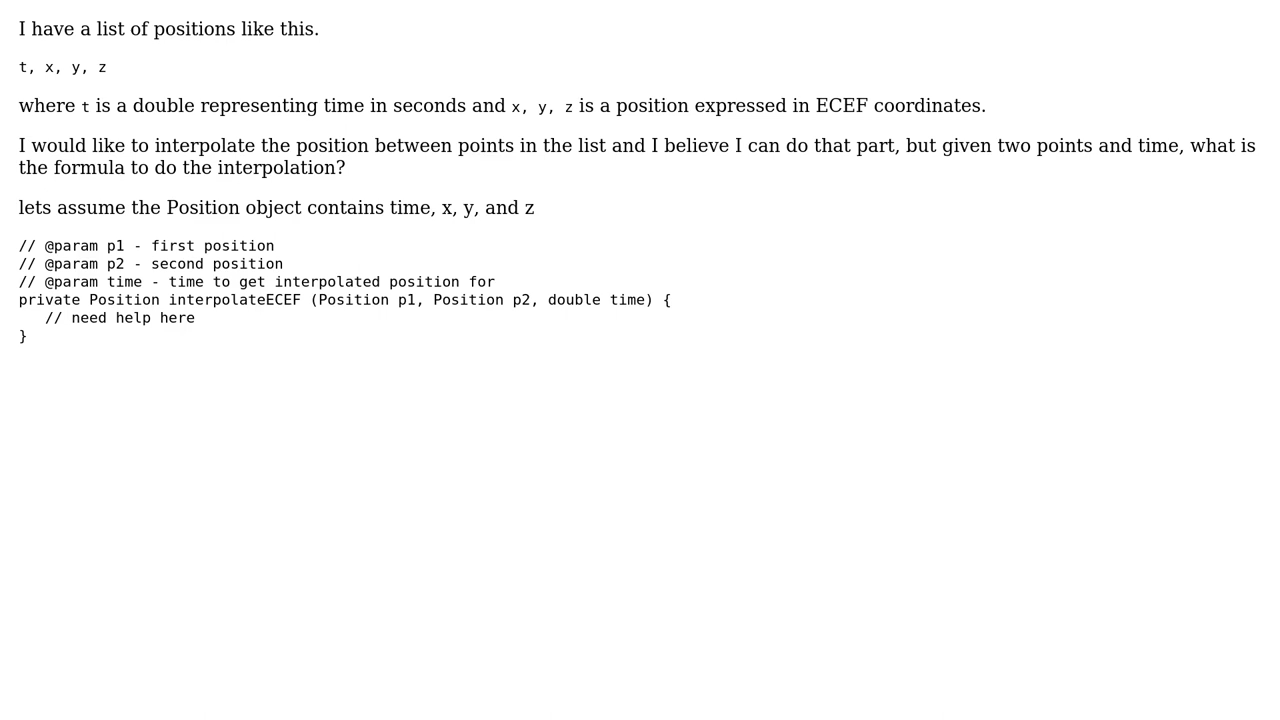 I have a list of positions like this.
t, x, y, z
where t is a double representing time in seconds and x, y, z is a position expressed in ECEF coordinates.
I would like to interpolate the position between points in the list and I believe I can do that part, but given two points and time, what is
the formula to do the interpolation?
lets assume the Position object contains time, x, y, and z
// @param p1 - first position
// @param p2 - second position
// @param time - time to get interpolated position for
private Position interpolateECEF (Position p1, Position p2, double time) {
   // need help here
}